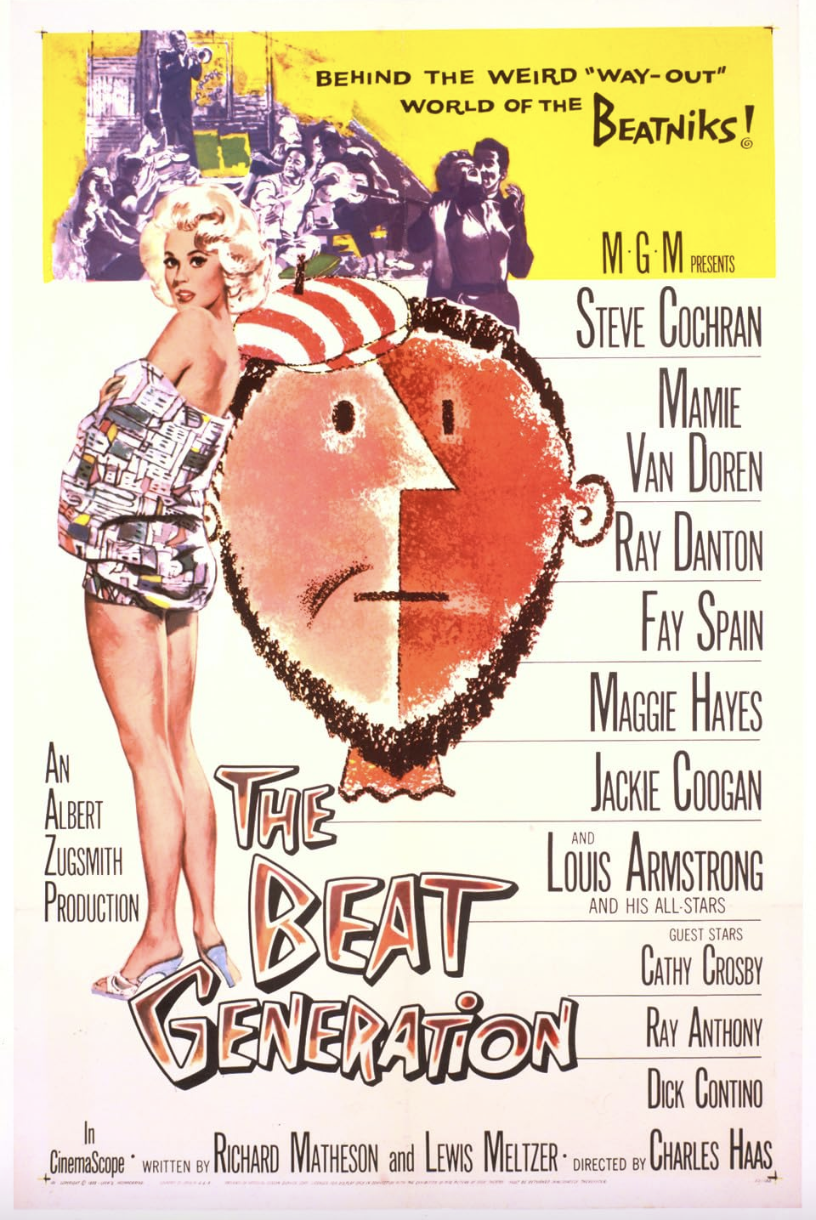 BEHIND THE WEIRD "WAY-OUT"
WORLD OF THE BEATNIKS!
M·G·M PRESENTS
STEVE COCHRAN
MAMIE
VAN DOREN
RAY DANTON
FAY SPAIN
MAGGIE HAYES
JACKIE COOGAN
AND
LOUIS ARMSTRONG
AND HIS ALL-STARS
GUEST STARS
CATHY CROSBY
RAY ANTHONY
DICK CONTINO
AN
ALBERT
ZUGSMITH
PRODUCTION
THE
BEAT
GENERATION
In
CinemaScope · WRITTEN BY RICHARD MATHESON and LEWIS MELTZER · DIRECTED BY CHARLES HAAS